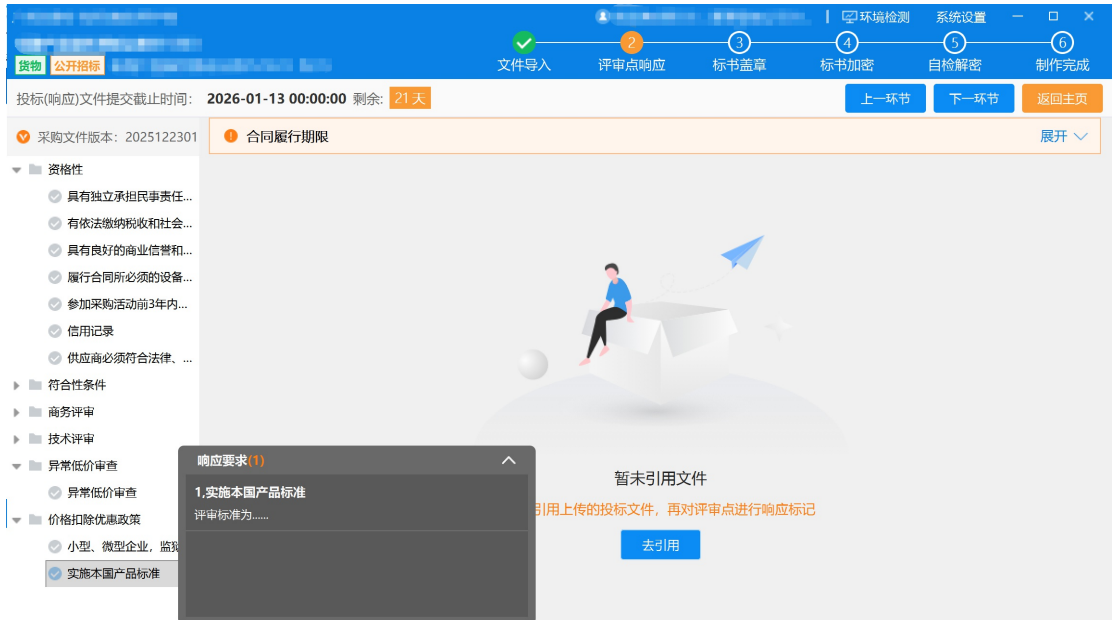 环境检测 系统设置
货物 公开招标
2 3 4 5 6
文件导入 评审点响应 标书盖章 标书加密 自检解密 制作完成
投标(响应)文件提交截止时间: 2026-01-13 00:00:00 剩余: 21天
上一环节 下一环节 返回主页
采购文件版本: 2025122301
合同履行期限 展开
资格性
具有独立承担民事责任...
有依法缴纳税收和社会...
具有良好的商业信誉和...
履行合同所必须的设备...
参加采购活动前3年内...
信用记录
供应商必须符合法律、...
符合性条件
商务评审
技术评审
异常低价审查
异常低价审查
价格扣除优惠政策
小型、微型企业,监狱
实施本国产品标准
响应要求(1)
1,实施本国产品标准
评审标准为......
暂未引用文件
引用上传的投标文件,再对评审点进行响应标记
去引用